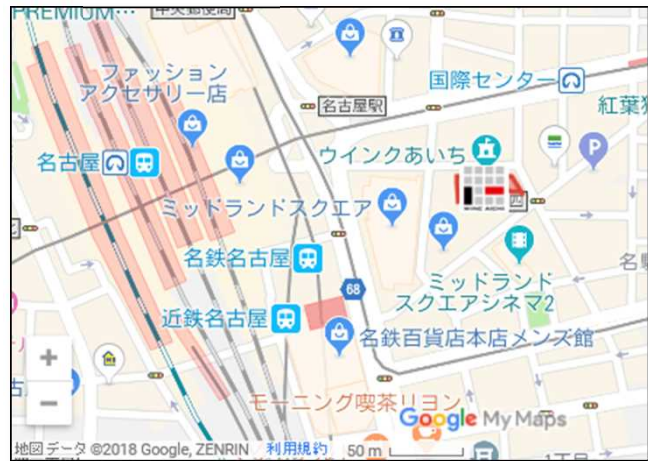 PREMIUM…
ファッション
アクセサリー店
名古屋駅
国際センター
紅葉
名古屋
ウインクあいち
P
WINC AICHI
西
ミッドランドスクエア
名鉄名古屋
68
ミッドランド
スクエアシネマ2
名駅
近鉄名古屋
名鉄百貨店本店メンズ館
+
−
モーニング喫茶リヨン
Google My Maps
地図データ ©2018 Google, ZENRIN
利用規約
50 m